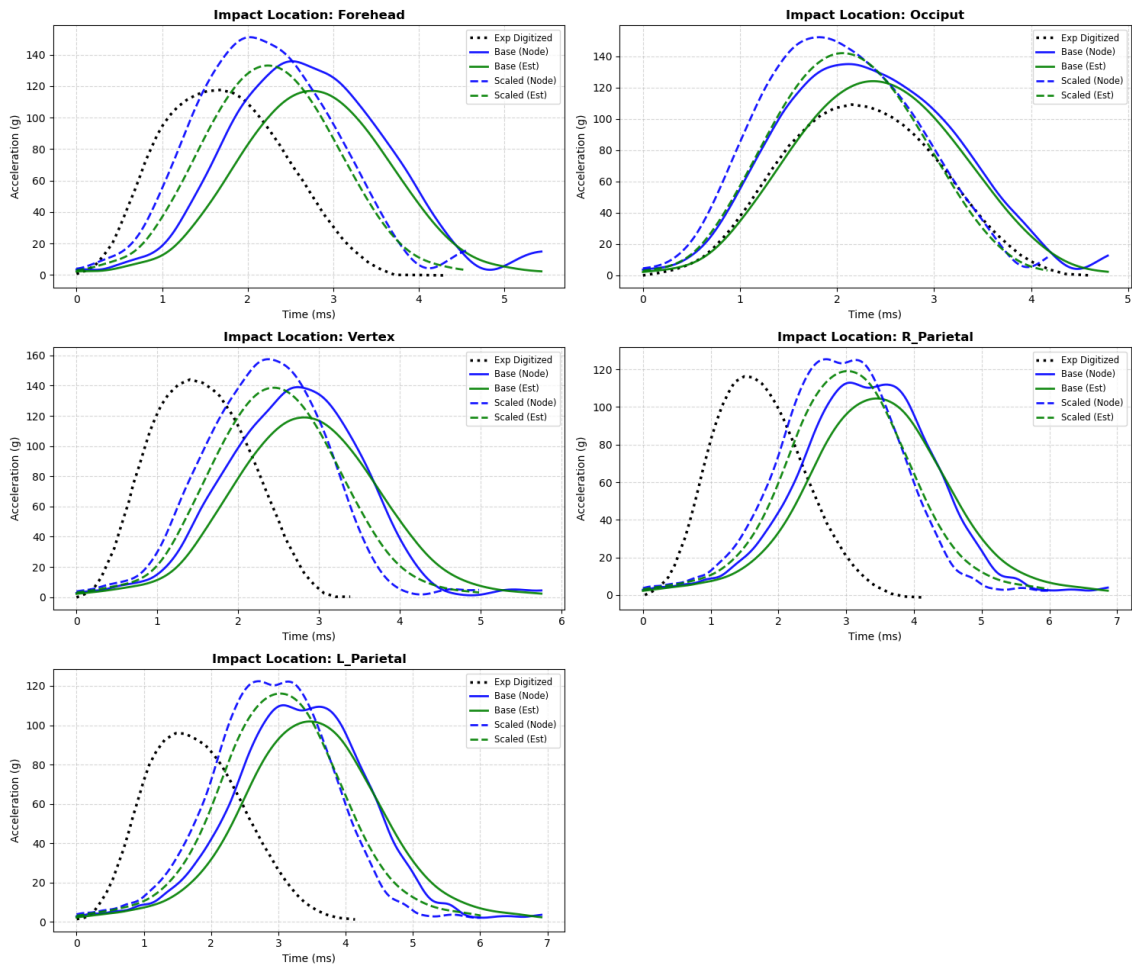 Impact Location: Forehead
Acceleration (g)
140
120
100
80
60
40
20
0
Exp Digitized
Base (Node)
Base (Est)
Scaled (Node)
Scaled (Est)
0 1 2 3 4 5
Time (ms)
Impact Location: Occiput
Acceleration (g)
160
140
120
100
80
60
40
20
0
Exp Digitized
Base (Node)
Base (Est)
Scaled (Node)
Scaled (Est)
0 1 2 3 4 5
Time (ms)
Impact Location: Vertex
Acceleration (g)
160
140
120
100
80
60
40
20
0
Exp Digitized
Base (Node)
Base (Est)
Scaled (Node)
Scaled (Est)
0 1 2 3 4 5 6
Time (ms)
Impact Location: R_Parietal
Acceleration (g)
120
100
80
60
40
20
0
Exp Digitized
Base (Node)
Base (Est)
Scaled (Node)
Scaled (Est)
0 1 2 3 4 5 6 7
Time (ms)
Impact Location: L_Parietal
Acceleration (g)
120
100
80
60
40
20
0
Exp Digitized
Base (Node)
Base (Est)
Scaled (Node)
Scaled (Est)
0 1 2 3 4 5 6 7
Time (ms)